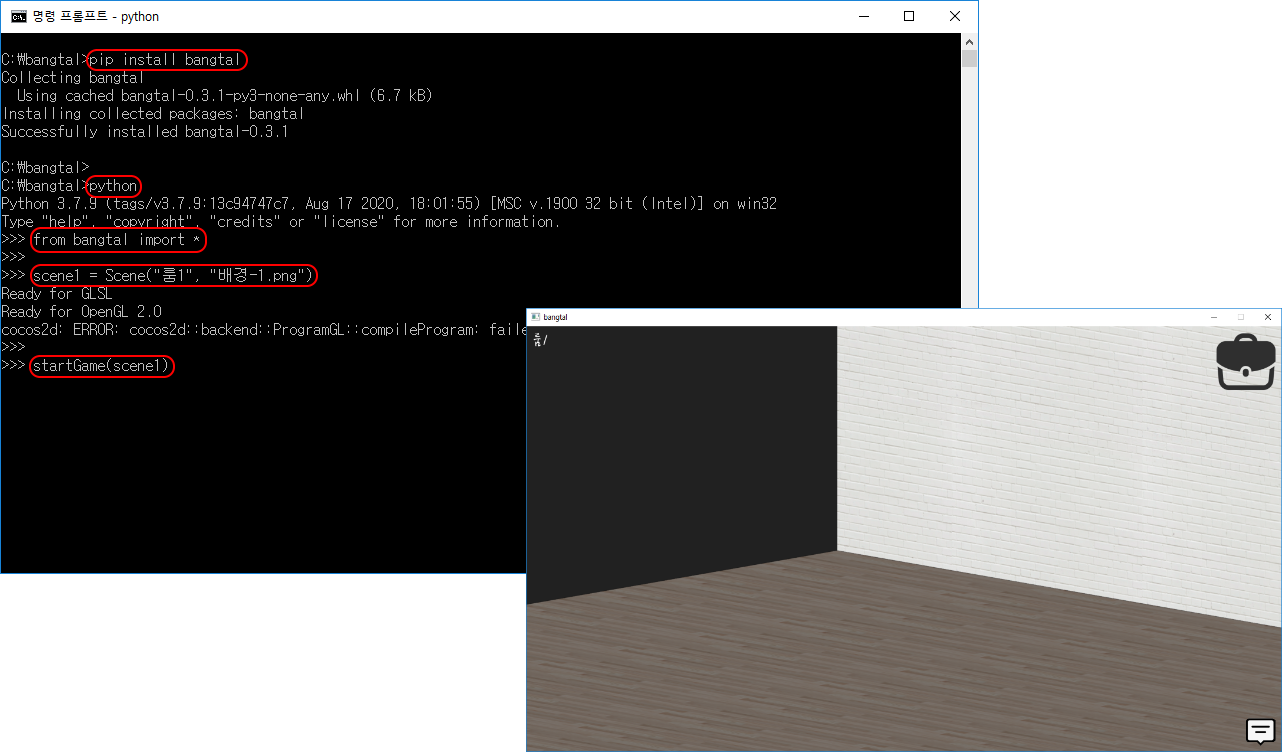 명령 프롬프트 - python
C:₩bangtal>pip install bangtal
Collecting bangtal
  Using cached bangtal-0.3.1-py3-none-any.whl (6.7 kB)
Installing collected packages: bangtal
Successfully installed bangtal-0.3.1
C:₩bangtal>
C:₩bangtal>python
Python 3.7.9 (tags/v3.7.9:13c94747c7, Aug 17 2020, 18:01:55) [MSC v.1900 32 bit (Intel)] on win32
Type "help", "copyright", "credits" or "license" for more information.
>>> from bangtal import *
>>>
>>> scene1 = Scene("룸1", "배경-1.png")
Ready for GLSL
Ready for OpenGL 2.0
cocos2d: ERROR: cocos2d::backend::ProgramGL::compileProgram: faile
>>>
>>> startGame(scene1)
bangtal
룸1